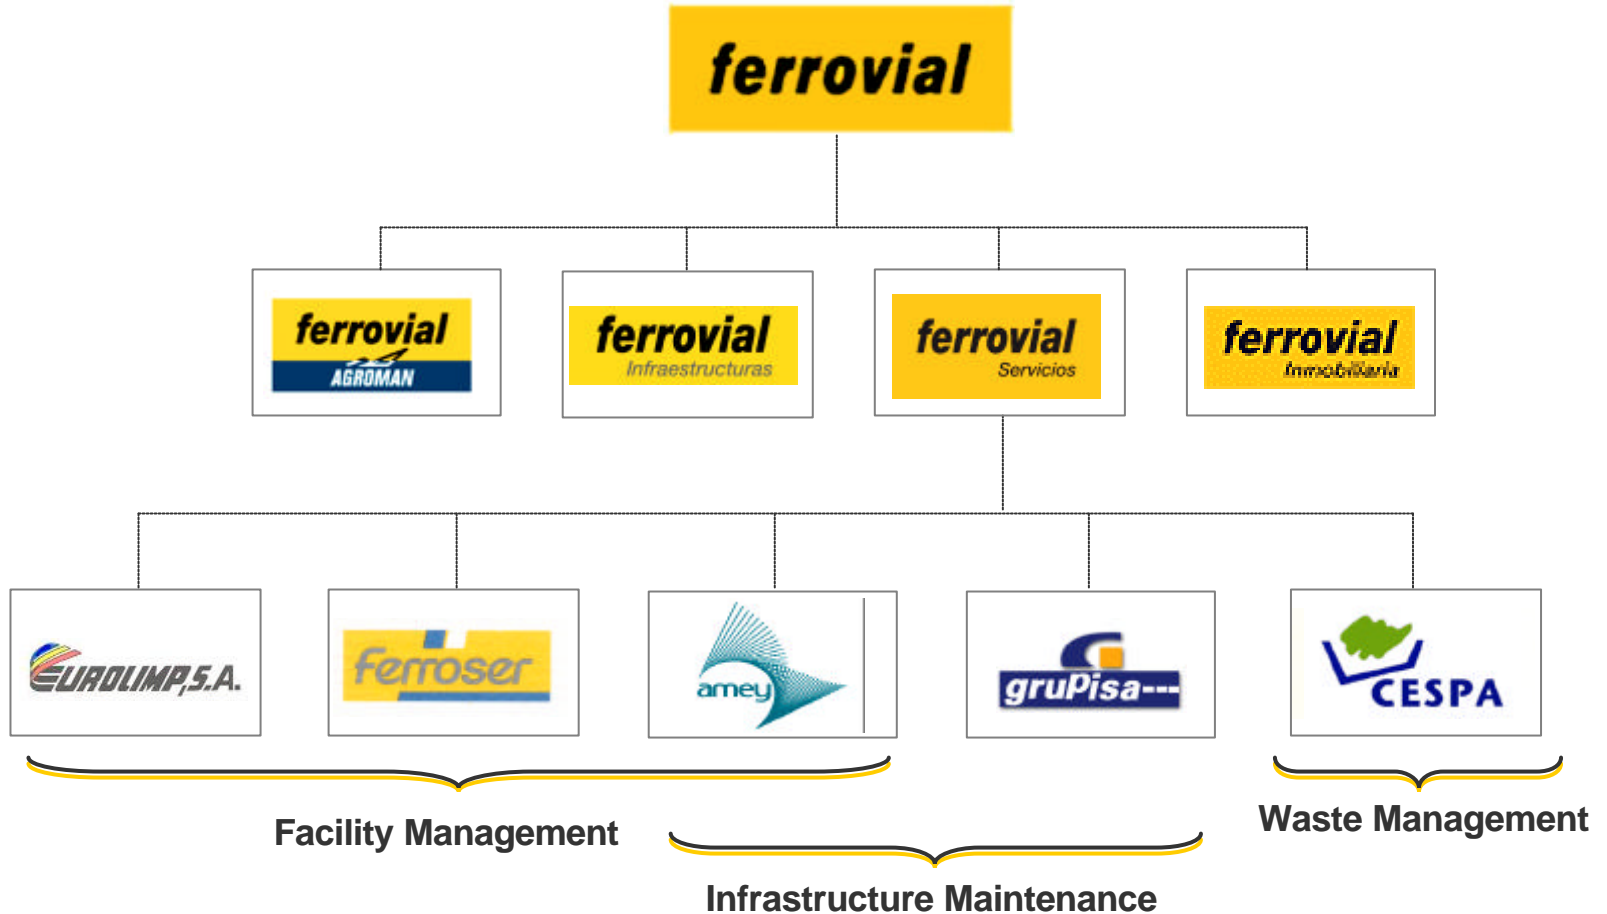 ferrovial
ferrovial
AGROMAN
ferrovial
Infraestructuras
ferrovial
Servicios
ferrovial
Inmobiliaria
EUROLIMP,S.A.
Ferroser
amey
gruPisa---
CESPA
Facility Management
Waste Management
Infrastructure Maintenance